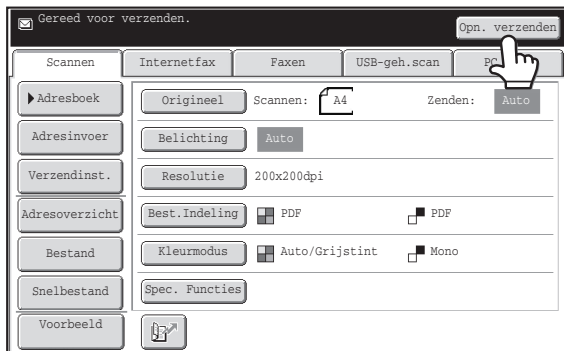 Gereed voor verzenden.
Opn. verzenden
Scannen Internetfax Faxen USB-geh.scan PC
Adresboek
Origineel Scannen: A4 Zenden: Auto
Adresinvoer
Belichting Auto
Verzendinst.
Resolutie 200x200dpi
Adresoverzicht
Best.Indeling PDF PDF
Bestand
Kleurmodus Auto/Grijstint Mono
Snelbestand
Spec. Functies
Voorbeeld